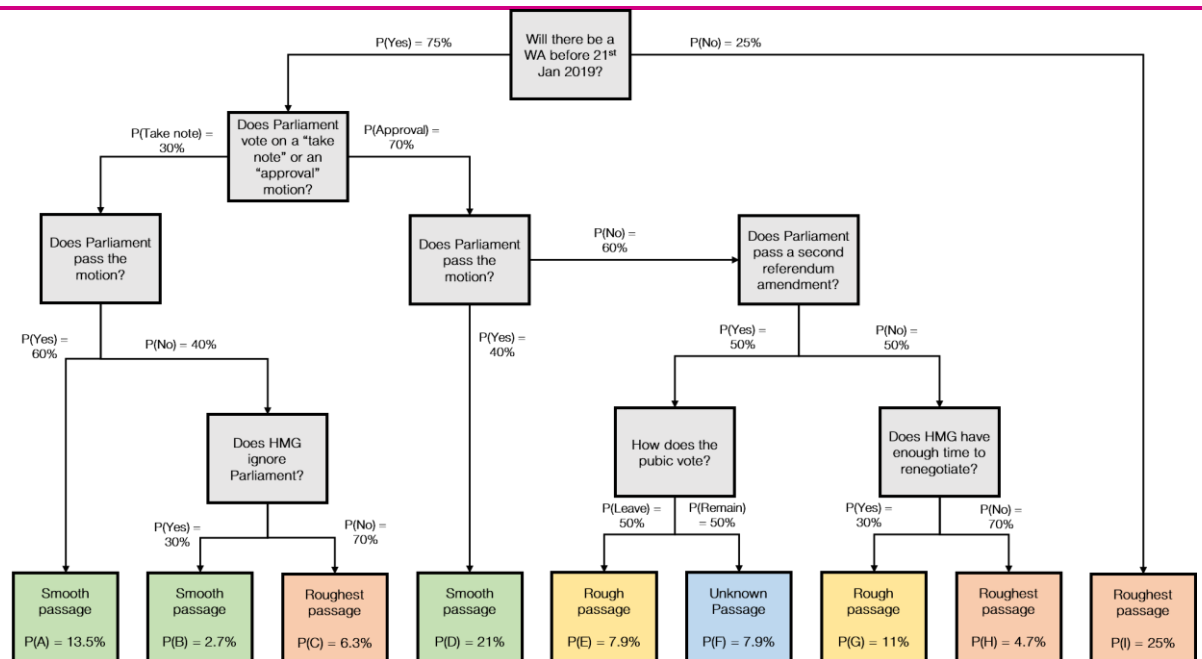 P(Yes) = 75%
Will there be a
WA before 21st
Jan 2019?
P(No) = 25%
P(Take note) =
30%
Does Parliament
vote on a "take
note" or an
"approval"
motion?
P(Approval) =
70%
Does Parliament
pass the
motion?
Does Parliament
pass the
motion?
P(No) =
60%
Does Parliament
pass a second
referendum
amendment?
P(Yes) =
60%
P(No) = 40%
P(Yes) =
40%
P(Yes) =
50%
P(No) =
50%
Does HMG
ignore
Parliament?
How does the
pubic vote?
Does HMG have
enough time to
renegotiate?
P(Yes) =
30%
P(No) =
70%
P(Leave) =
50%
P(Remain)
= 50%
P(Yes) =
30%
P(No) =
70%
Smooth
passage
P(A) = 13.5%
Smooth
passage
P(B) = 2.7%
Roughest
passage
P(C) = 6.3%
Smooth
passage
P(D) = 21%
Rough
passage
P(E) = 7.9%
Unknown
Passage
P(F) = 7.9%
Rough
passage
P(G) = 11%
Roughest
passage
P(H) = 4.7%
Roughest
passage
P(I) = 25%